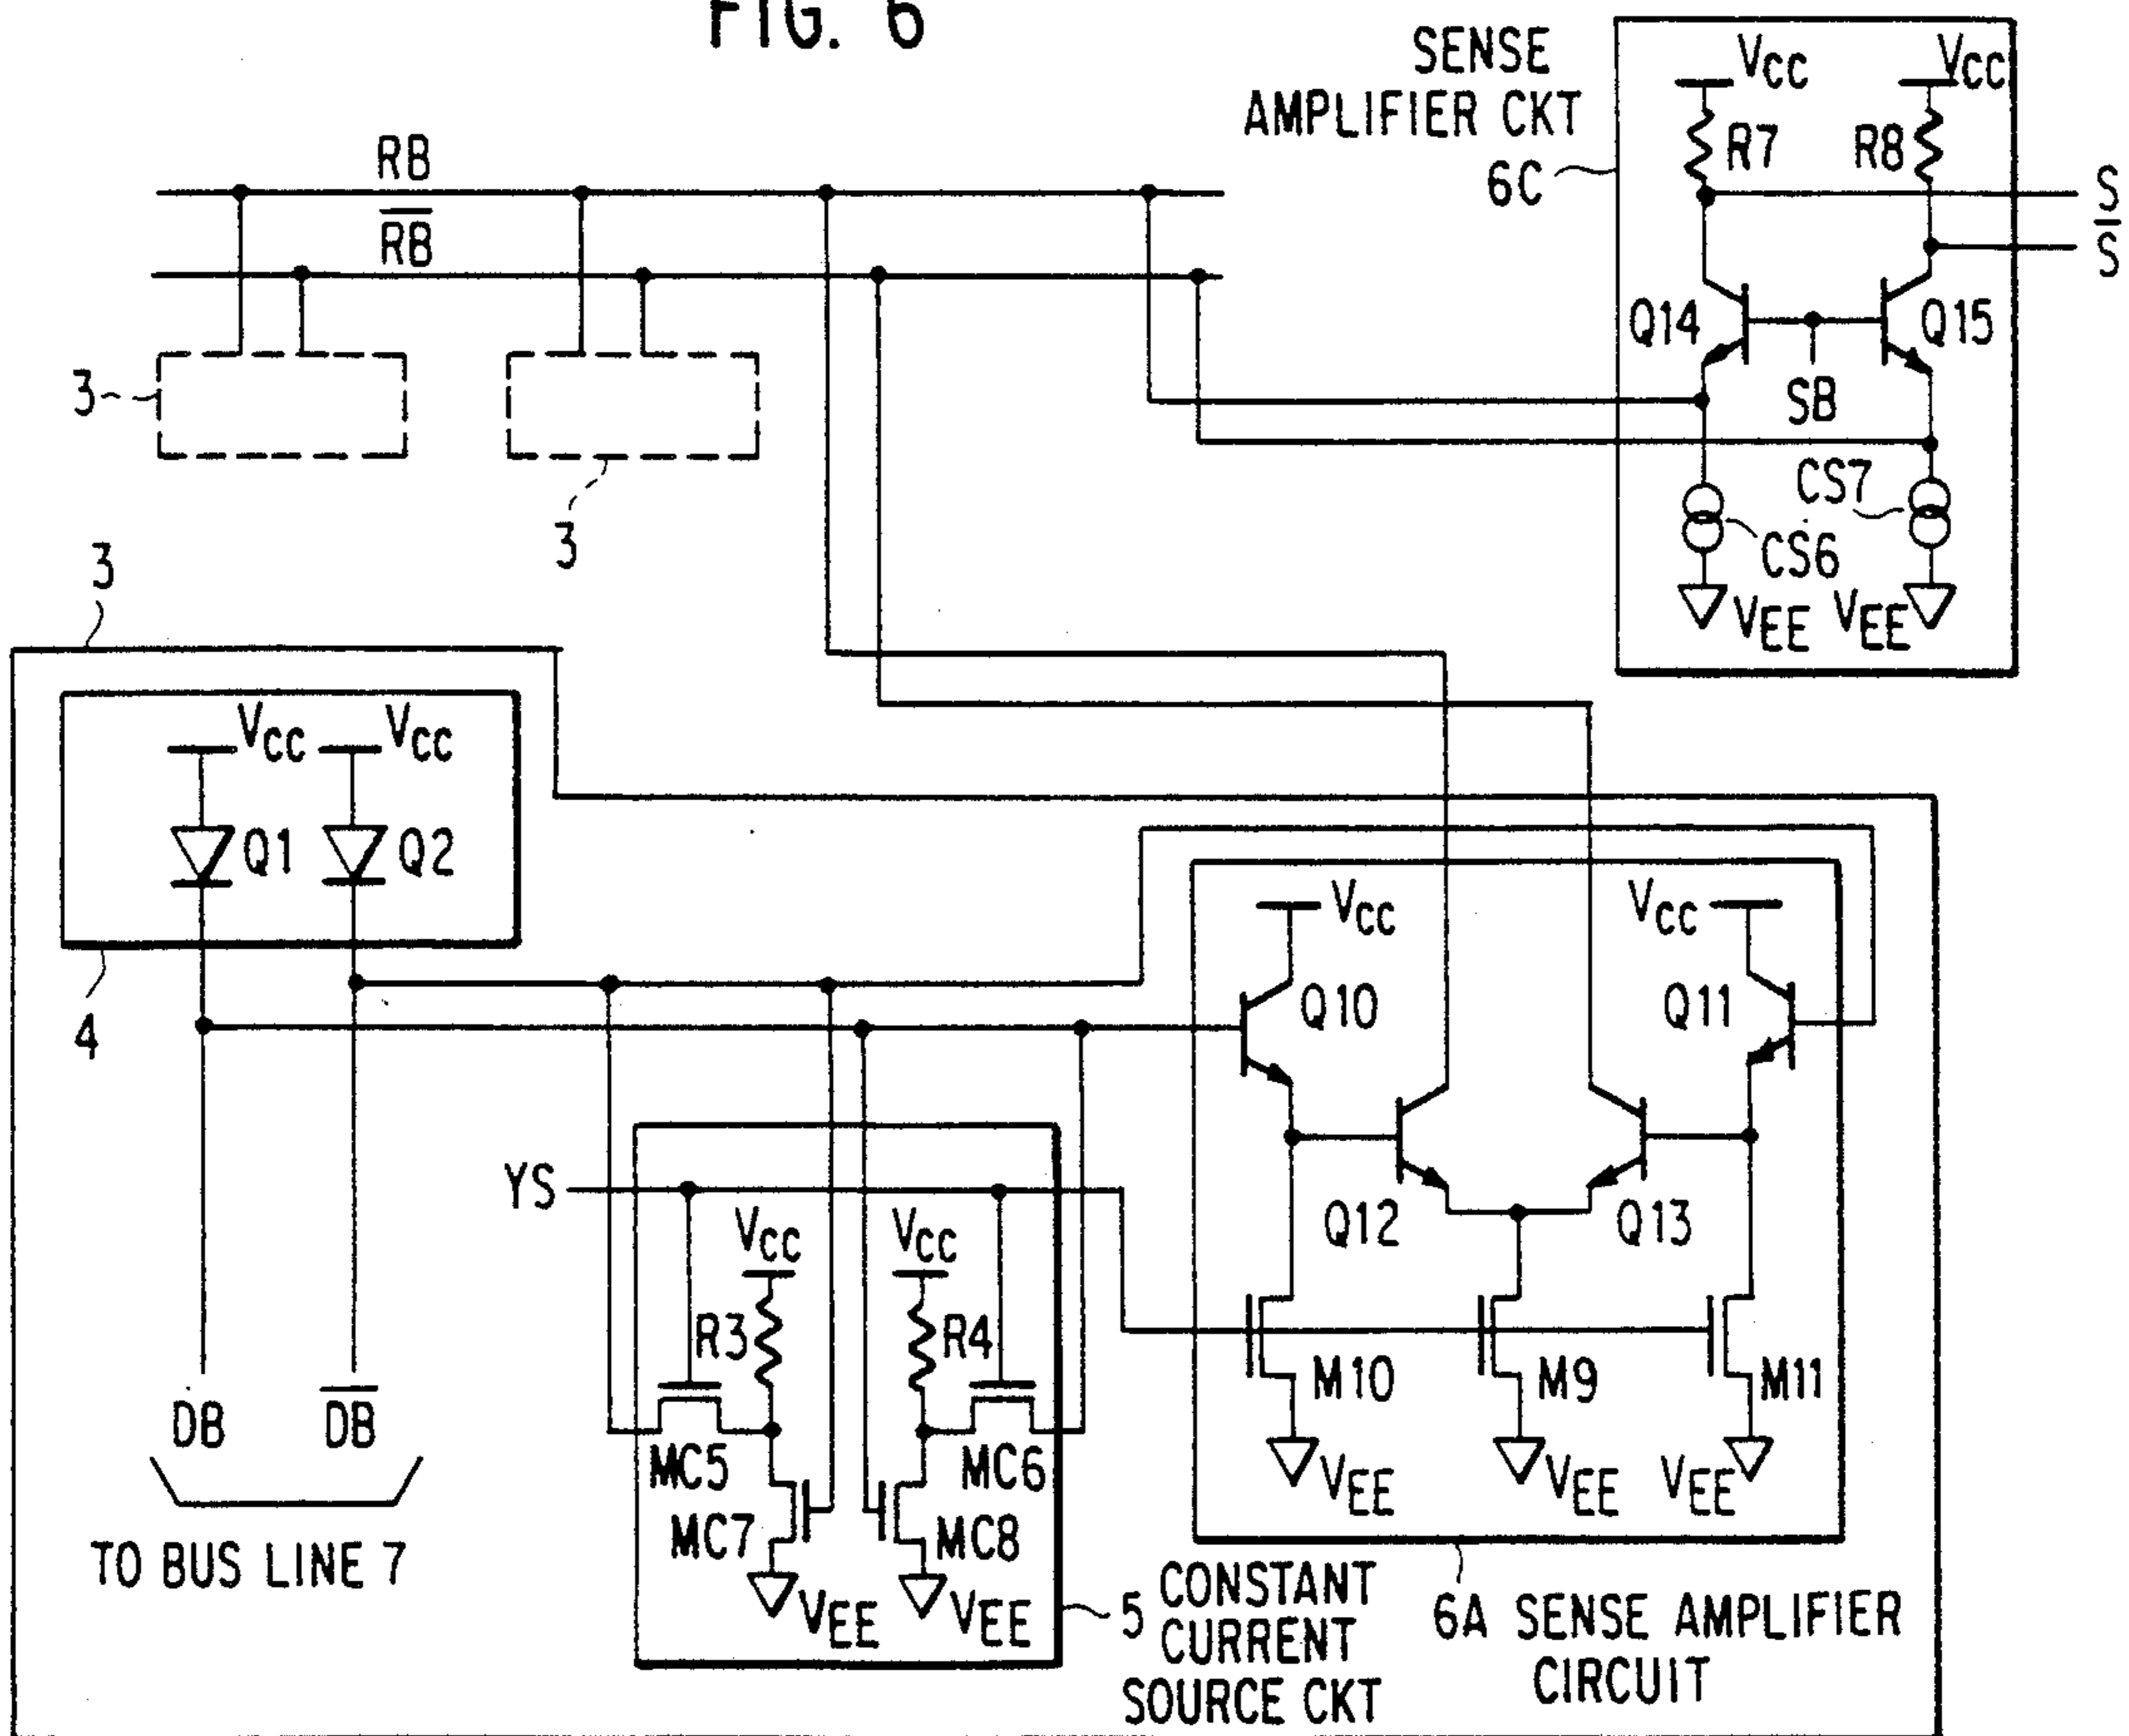 FIG. 6
SENSE
AMPLIFIER CKT
6C
VCC
VCC
R7
R8
S
S̅
Q14
Q15
SB
CS7
CS6
VEE
VEE
RB
R̅B̅
3
3
3
VCC
VCC
Q1
Q2
4
VCC
VCC
Q10
Q11
Q12
Q13
YS
VCC
VCC
R3
R4
M10
M9
M11
MC5
MC6
MC7
MC8
VEE
VEE
VEE
VEE
VEE
DB
D̅B̅
TO BUS LINE 7
5 CONSTANT
CURRENT
SOURCE CKT
6A SENSE AMPLIFIER
CIRCUIT